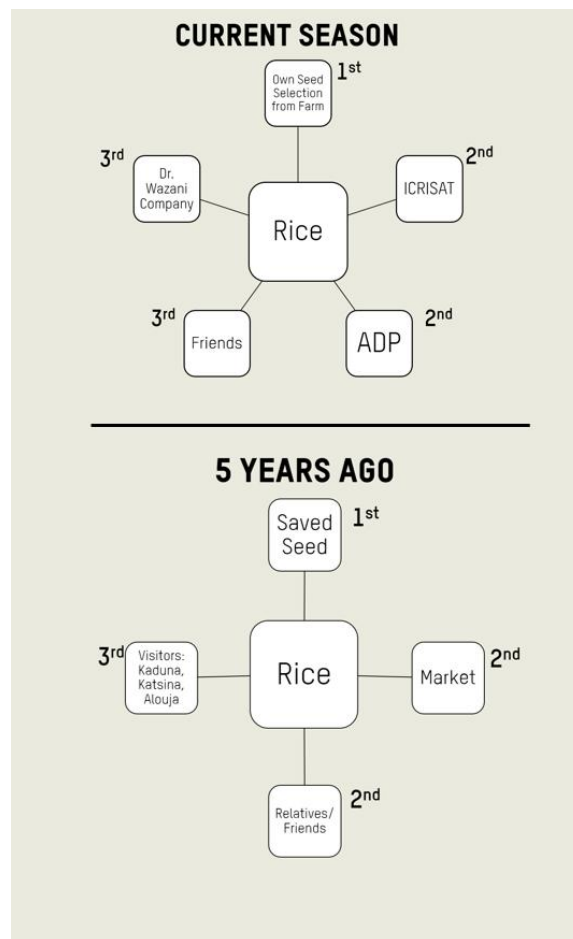 CURRENT SEASON
1st
Own Seed
Selection
from Farm
3rd
Dr.
Wazani
Company
2nd
ICRISAT
Rice
3rd
Friends
2nd
ADP
5 YEARS AGO
1st
Saved
Seed
3rd
Visitors:
Kaduna,
Katsina,
Alouja
Rice
2nd
Market
2nd
Relatives/
Friends